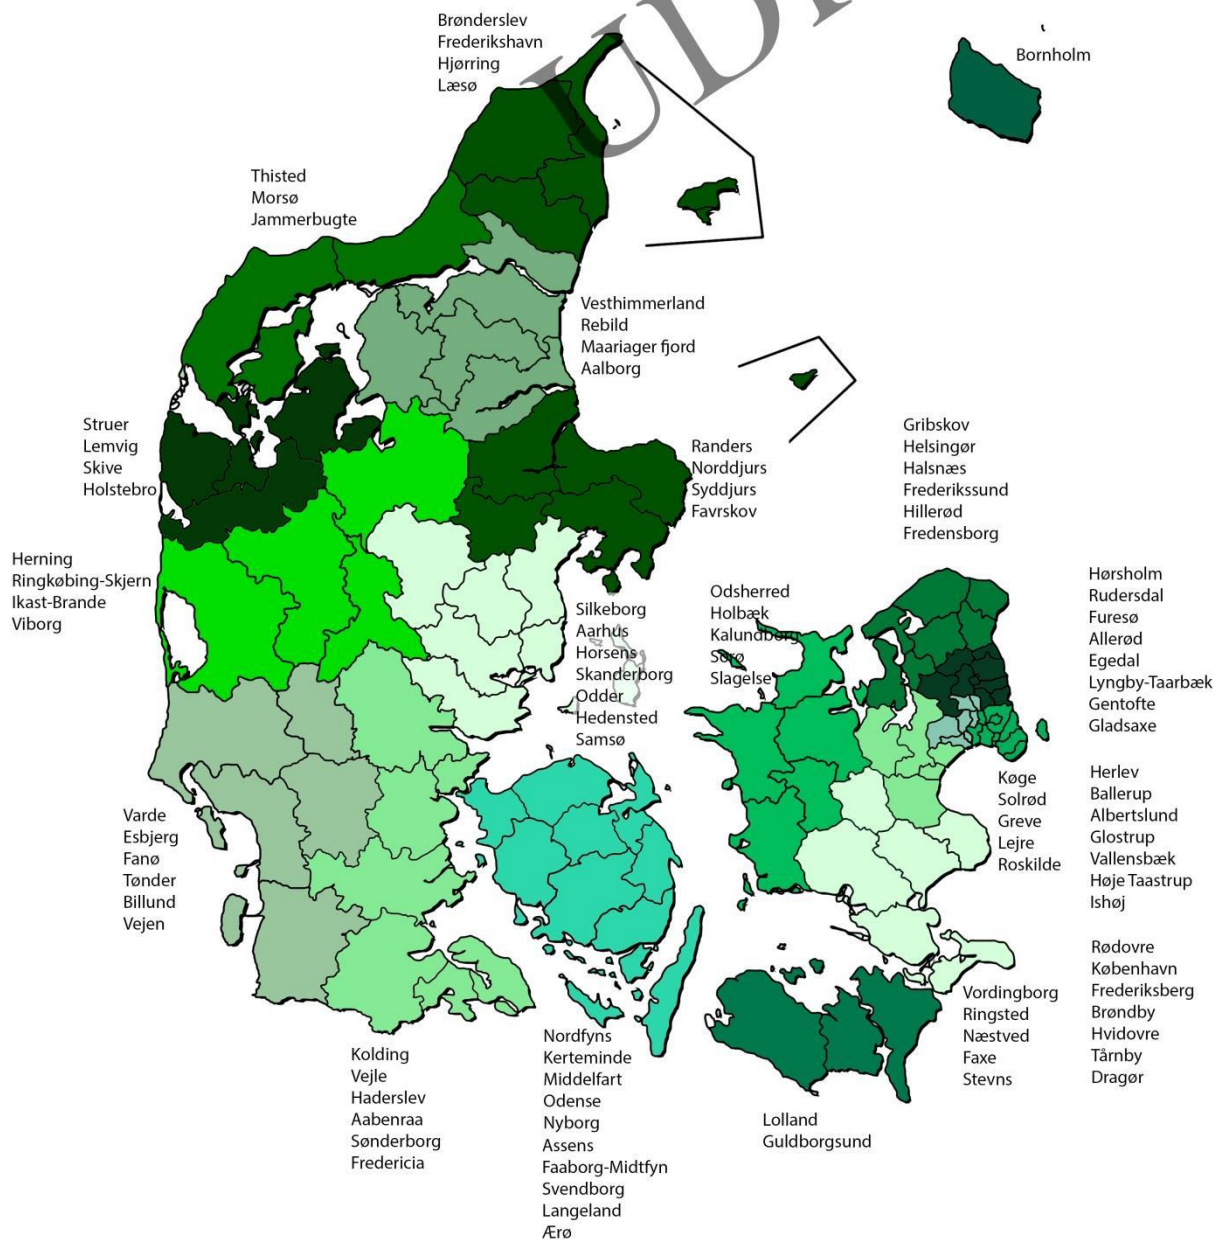 UD
Brønderslev
Frederikshavn
Hjørring
Læsø
Bornholm
Thisted
Morsø
Jammerbugte
Vesthimmerland
Rebild
Maariager fjord
Aalborg
Struer
Lemvig
Skive
Holstebro
Randers
Norddjurs
Syddjurs
Favrskov
Gribskov
Helsingør
Halsnæs
Frederikssund
Hillerød
Fredensborg
Herning
Ringkøbing-Skjern
Ikast-Brande
Viborg
Silkeborg
Aarhus
Horsens
Skanderborg
Odder
Hedensted
Samsø
Odsherred
Holbæk
Kalundborg
Sorø
Slagelse
Hørsholm
Rudersdal
Furesø
Allerød
Egedal
Lyngby-Taarbæk
Gentofte
Gladsaxe
Køge
Solrød
Greve
Lejre
Roskilde
Herlev
Ballerup
Albertslund
Glostrup
Vallensbæk
Høje Taastrup
Ishøj
Varde
Esbjerg
Fanø
Tønder
Billund
Vejen
Rødovre
København
Frederiksberg
Brøndby
Hvidovre
Tårnby
Dragør
Vordingborg
Ringsted
Næstved
Faxe
Stevns
Kolding
Vejle
Haderslev
Aabenraa
Sønderborg
Fredericia
Nordfyns
Kerteminde
Middelfart
Odense
Nyborg
Assens
Faaborg-Midtfyn
Svendborg
Langeland
Ærø
Lolland
Guldborgsund